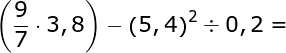 (9/7 · 3,8) − (5,4)² ÷ 0,2 =